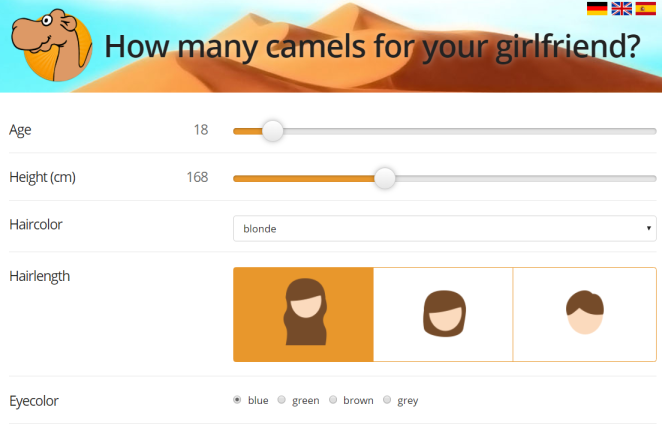 How many camels for your girlfriend?
Age 18
Height (cm) 168
Haircolor blonde
Hairlength
Eyecolor blue green brown grey